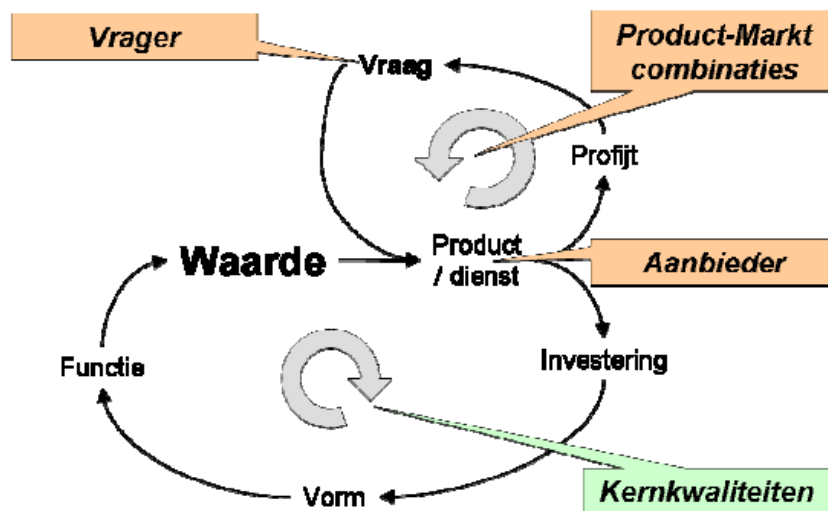 Vrager
Product-Markt
combinaties
Vraag
Profijt
Waarde
Product
/ dienst
Aanbieder
Functie
Investering
Vorm
Kernkwaliteiten